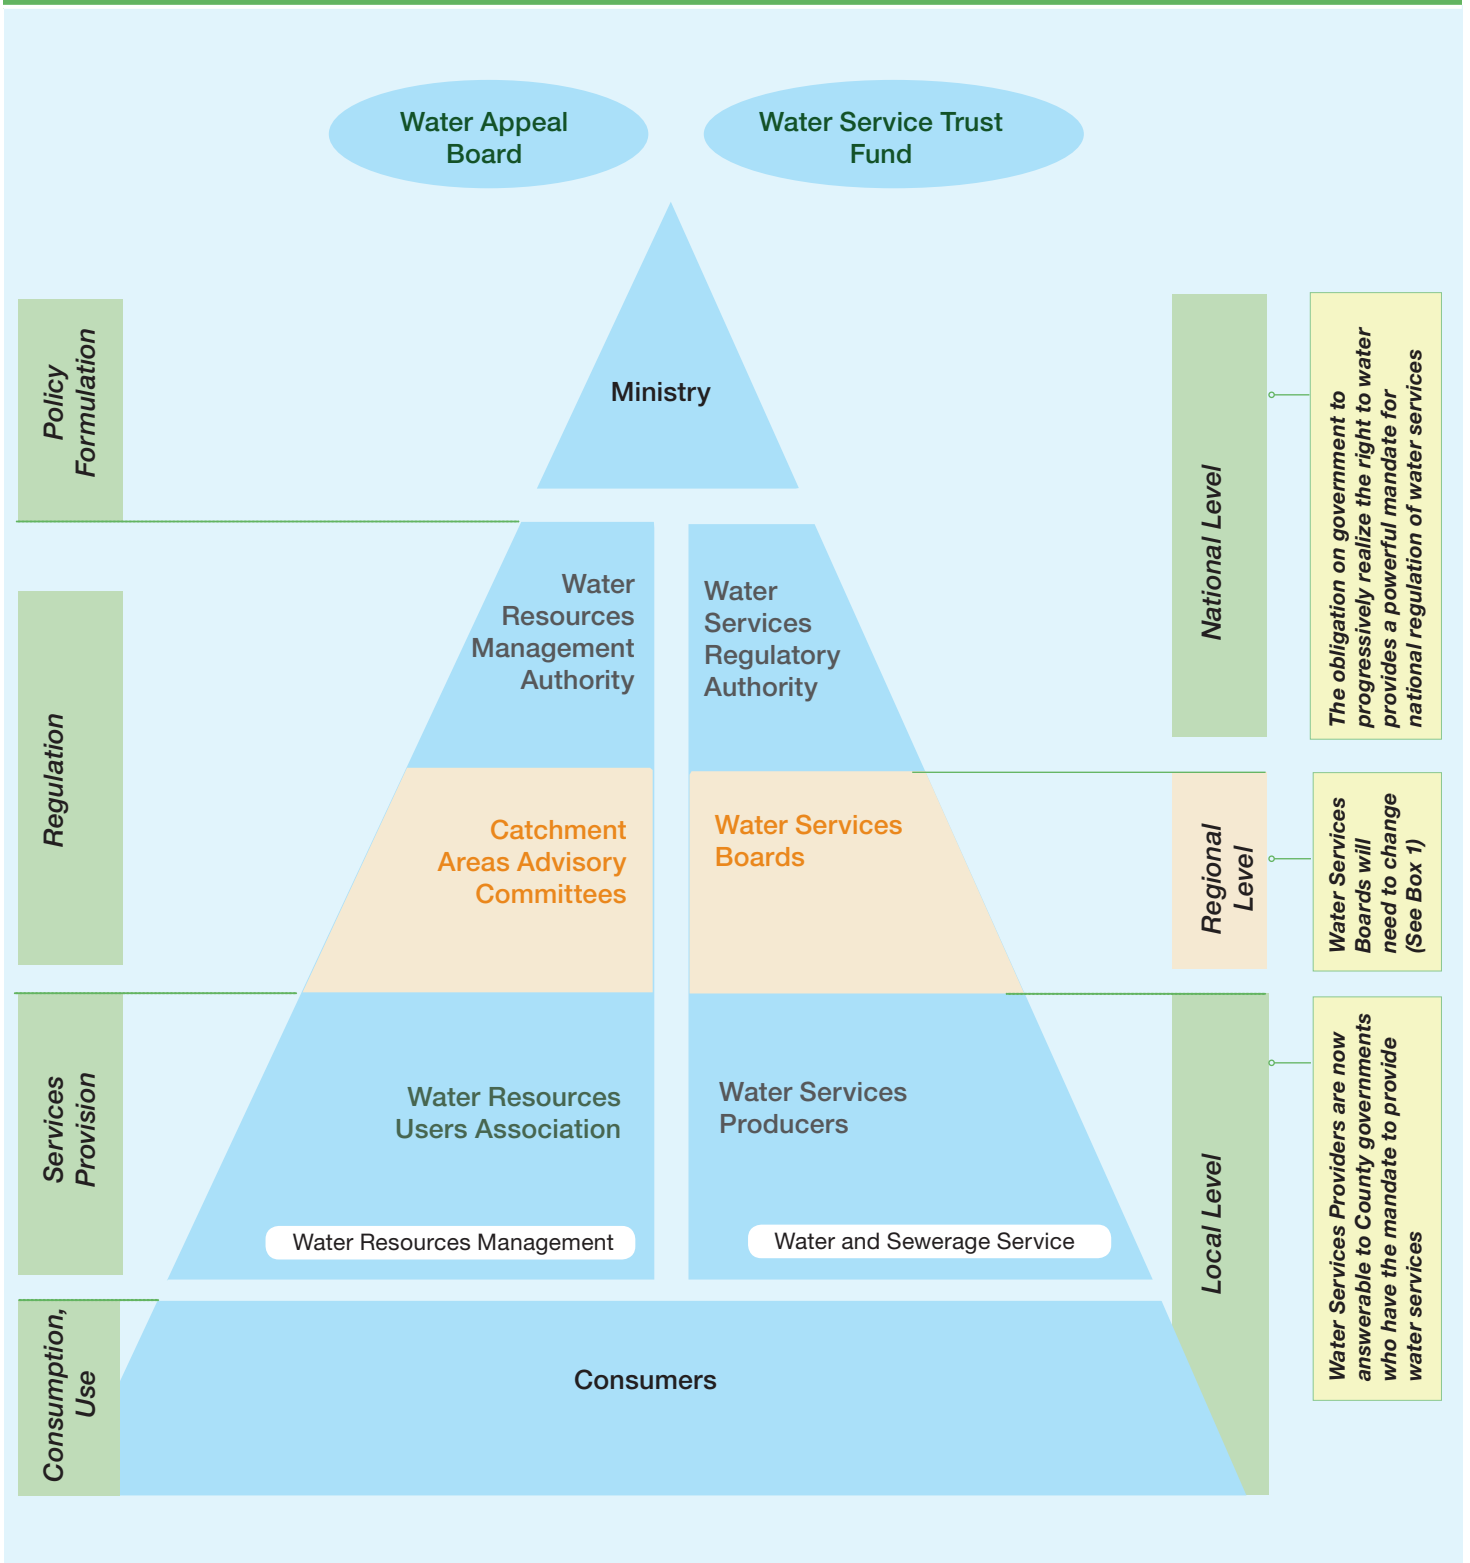 Water Appeal
Board
Water Service Trust
Fund
Policy
Formulation
Ministry
National Level
The obligation on government to
progressively realize the right to water
provides a powerful mandate for
national regulation of water services
Regulation
Water
Resources
Management
Authority
Water
Services
Regulatory
Authority
Catchment
Areas Advisory
Committees
Water Services
Boards
Regional
Level
Water Services
Boards will
need to change
(See Box 1)
Services
Provision
Water Resources
Users Association
Water Services
Producers
Water Resources Management
Water and Sewerage Service
Local Level
Water Services Providers are now
answerable to County governments
who have the mandate to provide
water services
Consumption,
Use
Consumers